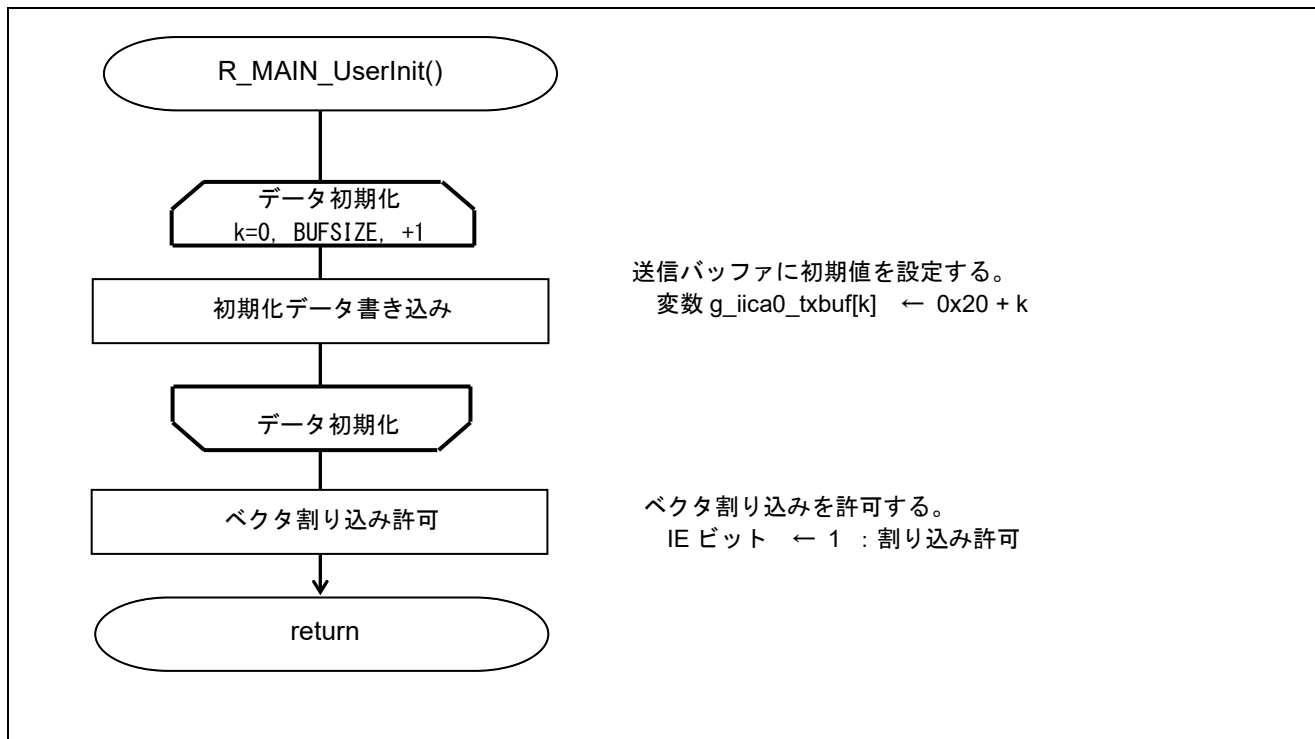 R_MAIN_UserInit()
データ初期化
k=0, BUFSIZE, +1
初期化データ書き込み
送信バッファに初期値を設定する。
変数 g_iica0_txbuf[k] ← 0x20 + k
データ初期化
ベクタ割り込み許可
ベクタ割り込みを許可する。
IE ビット ← 1 : 割り込み許可
return